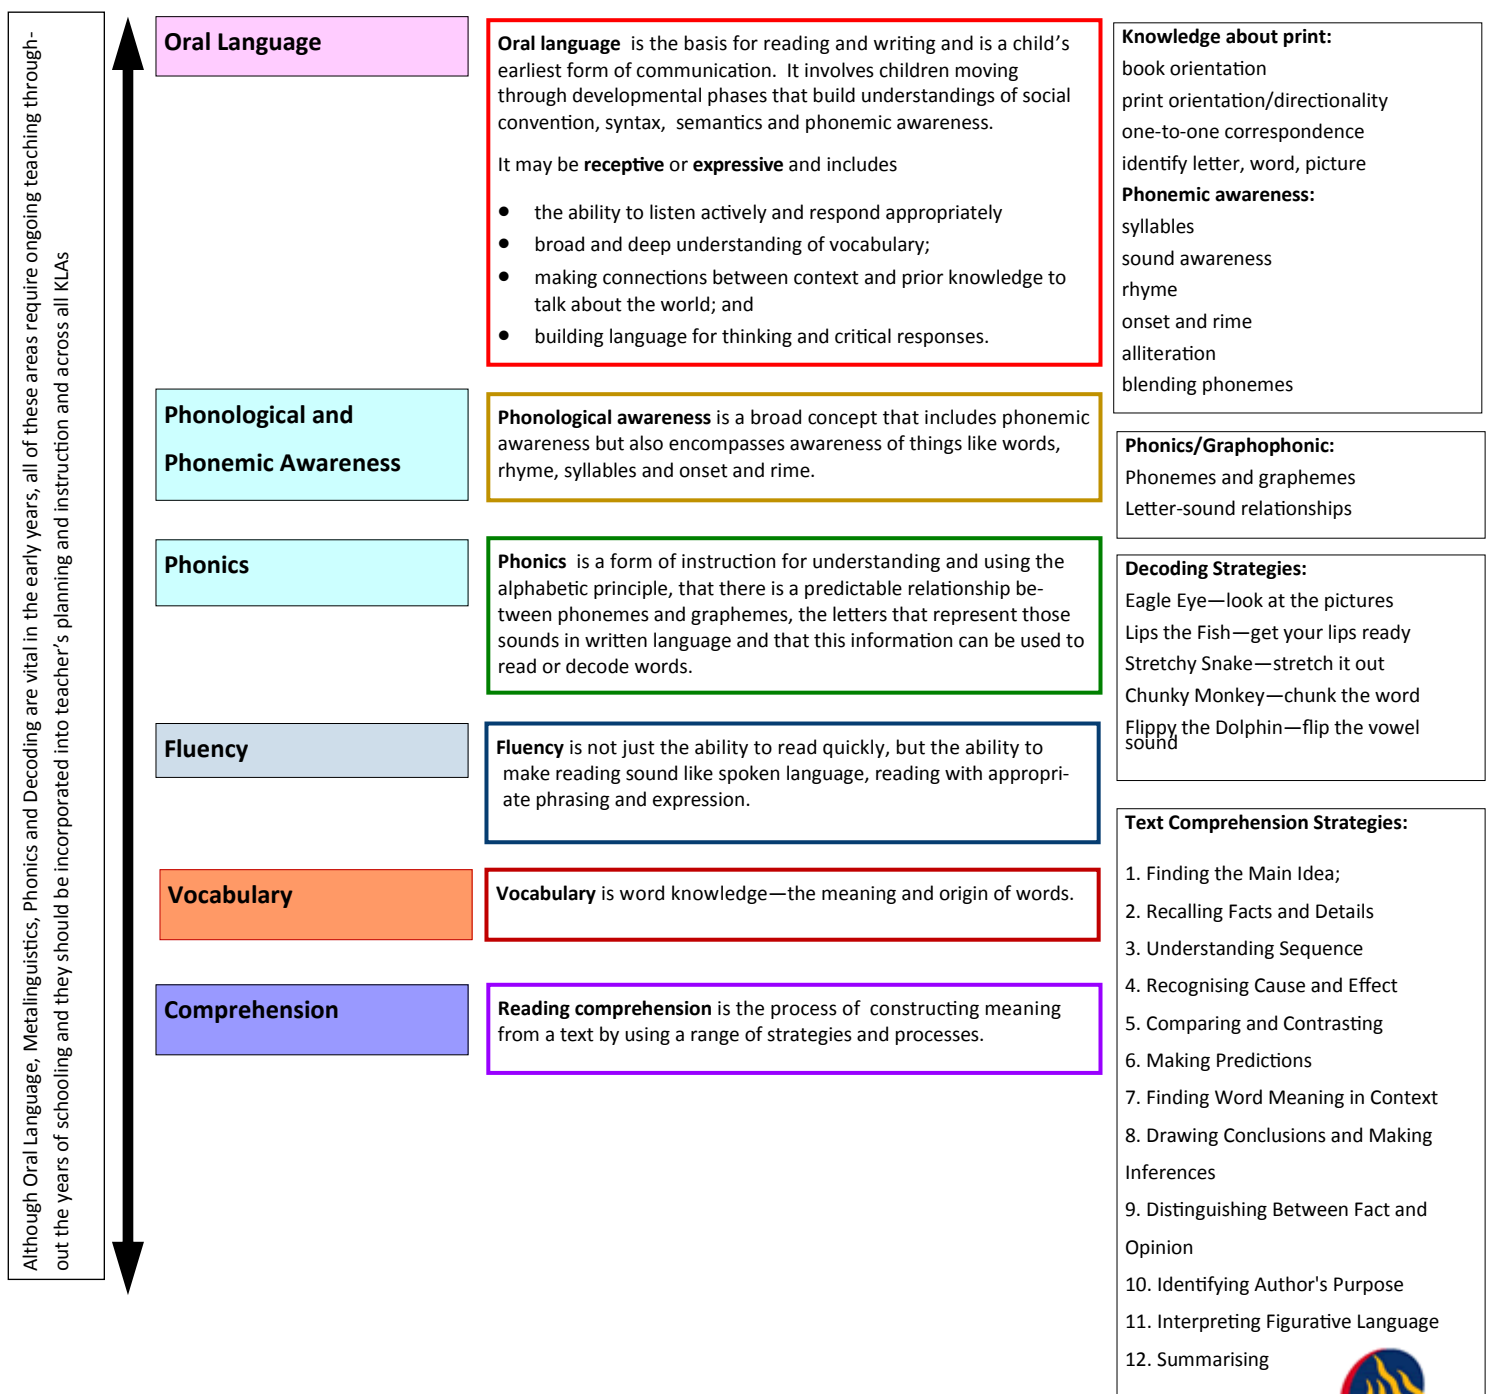 Although Oral Language, Metalinguistics, Phonics and Decoding are vital in the early years, all of these areas require ongoing teaching through-
out the years of schooling and they should be incorporated into teacher's planning and instruction and across all KLAs
Oral Language
Oral language is the basis for reading and writing and is a child's
earliest form of communication. It involves children moving
through developmental phases that build understandings of social
convention, syntax, semantics and phonemic awareness.
It may be receptive or expressive and includes
• the ability to listen actively and respond appropriately
• broad and deep understanding of vocabulary;
• making connections between context and prior knowledge to
talk about the world; and
• building language for thinking and critical responses.
Phonological and
Phonemic Awareness
Phonological awareness is a broad concept that includes phonemic
awareness but also encompasses awareness of things like words,
rhyme, syllables and onset and rime.
Phonics
Phonics is a form of instruction for understanding and using the
alphabetic principle, that there is a predictable relationship be-
tween phonemes and graphemes, the letters that represent those
sounds in written language and that this information can be used to
read or decode words.
Fluency
Fluency is not just the ability to read quickly, but the ability to
make reading sound like spoken language, reading with appropri-
ate phrasing and expression.
Vocabulary
Vocabulary is word knowledge—the meaning and origin of words.
Comprehension
Reading comprehension is the process of constructing meaning
from a text by using a range of strategies and processes.
Knowledge about print:
book orientation
print orientation/directionality
one-to-one correspondence
identify letter, word, picture
Phonemic awareness:
syllables
sound awareness
rhyme
onset and rime
alliteration
blending phonemes
Phonics/Graphophonic:
Phonemes and graphemes
Letter-sound relationships
Decoding Strategies:
Eagle Eye—look at the pictures
Lips the Fish—get your lips ready
Stretchy Snake—stretch it out
Chunky Monkey—chunk the word
Flippy the Dolphin—flip the vowel
sound
Text Comprehension Strategies:
1. Finding the Main Idea;
2. Recalling Facts and Details
3. Understanding Sequence
4. Recognising Cause and Effect
5. Comparing and Contrasting
6. Making Predictions
7. Finding Word Meaning in Context
8. Drawing Conclusions and Making
Inferences
9. Distinguishing Between Fact and
Opinion
10. Identifying Author's Purpose
11. Interpreting Figurative Language
12. Summarising